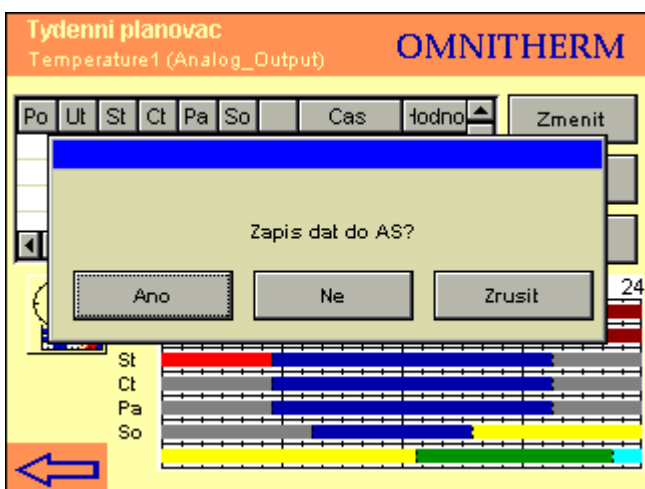 Tydenni planovac
Temperature1 (Analog_Output)
OMNITHERM
Po Ut St Ct Pa So Cas Hodno
Zmenit
Zapis dat do AS?
Ano Ne Zrusit
24
St
Ct
Pa
So